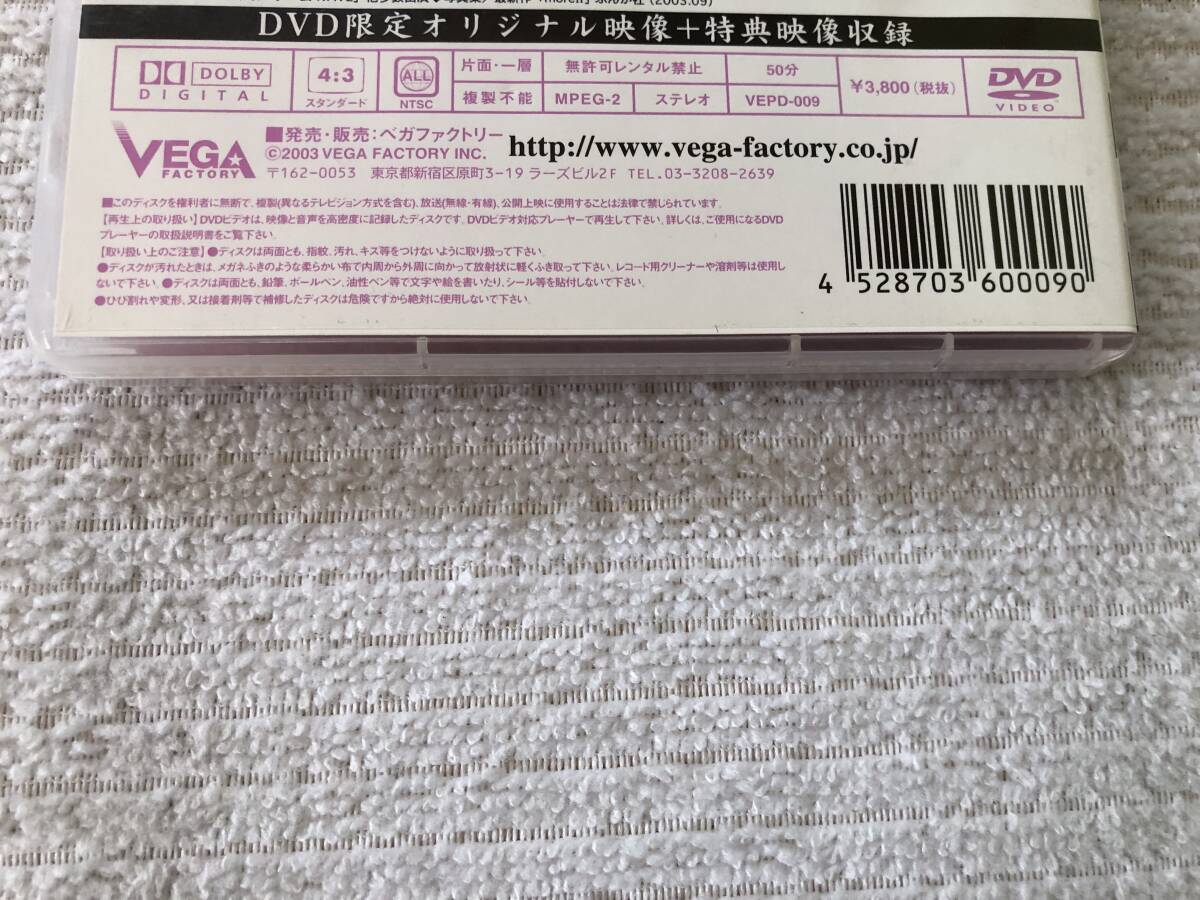 (2003.09)
DVD限定オリジナル映像+特典映像収録
DOLBY
DIGITAL
4:3
スタンダード
ALL
NTSC
片面・一層
無許可レンタル禁止
50分
複製不能
MPEG-2
ステレオ
VEPD-009
¥3,800(税抜)
DVD
VIDEO
VEGA
FACTORY
■発売・販売:ベガファクトリー
©2003 VEGA FACTORY INC. http://www.vega-factory.co.jp/
〒162-0053 東京都新宿区原町3-19 ラーズビル2F TEL.03-3208-2639
■このディスクを権利者に無断で、複製(異なるテレビジョン方式を含む)、放送(無線・有線)、公開上映に使用することは法律で禁じられています。
【再生上の取り扱い】DVDビデオは、映像と音声を高密度に記録したディスクです。DVDビデオ対応プレーヤーで再生して下さい。詳しくは、ご使用になるDVD
プレーヤーの取扱説明書をご覧下さい。
【取り扱い上のご注意】●ディスクは両面とも、指紋、汚れ、キズ等をつけないように取り扱って下さい。
●ディスクが汚れたときは、メガネふきのような柔らかい布で内周から外周に向かって放射状に軽くふき取って下さい。レコード用クリーナーや溶剤等は使用し
ないで下さい。●ディスクは両面とも、鉛筆、ボールペン、油性ペン等で文字や絵を書いたり、シール等を貼付しないで下さい。
●ひび割れや変形、又は接着剤等で補修したディスクは危険ですから絶対に使用しないで下さい。
4 528703 600090